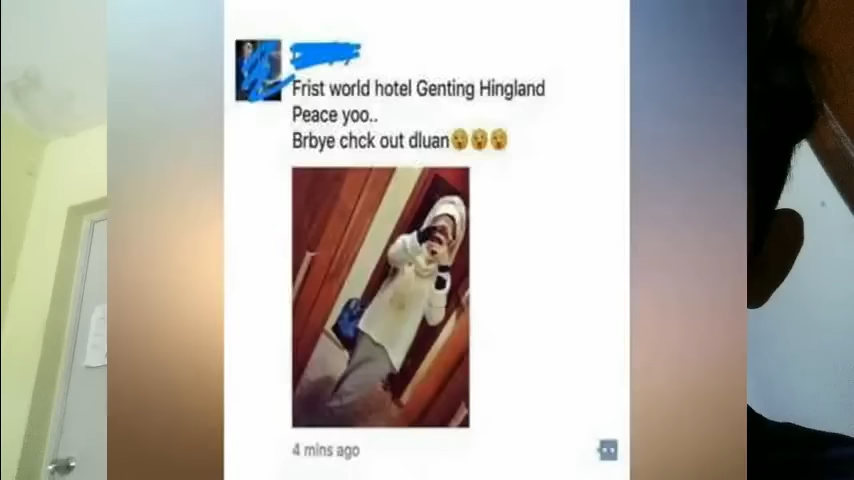 Frist world hotel Genting Hingland
Peace yoo..
Brbye chck out dluan😲😲😲
4 mins ago